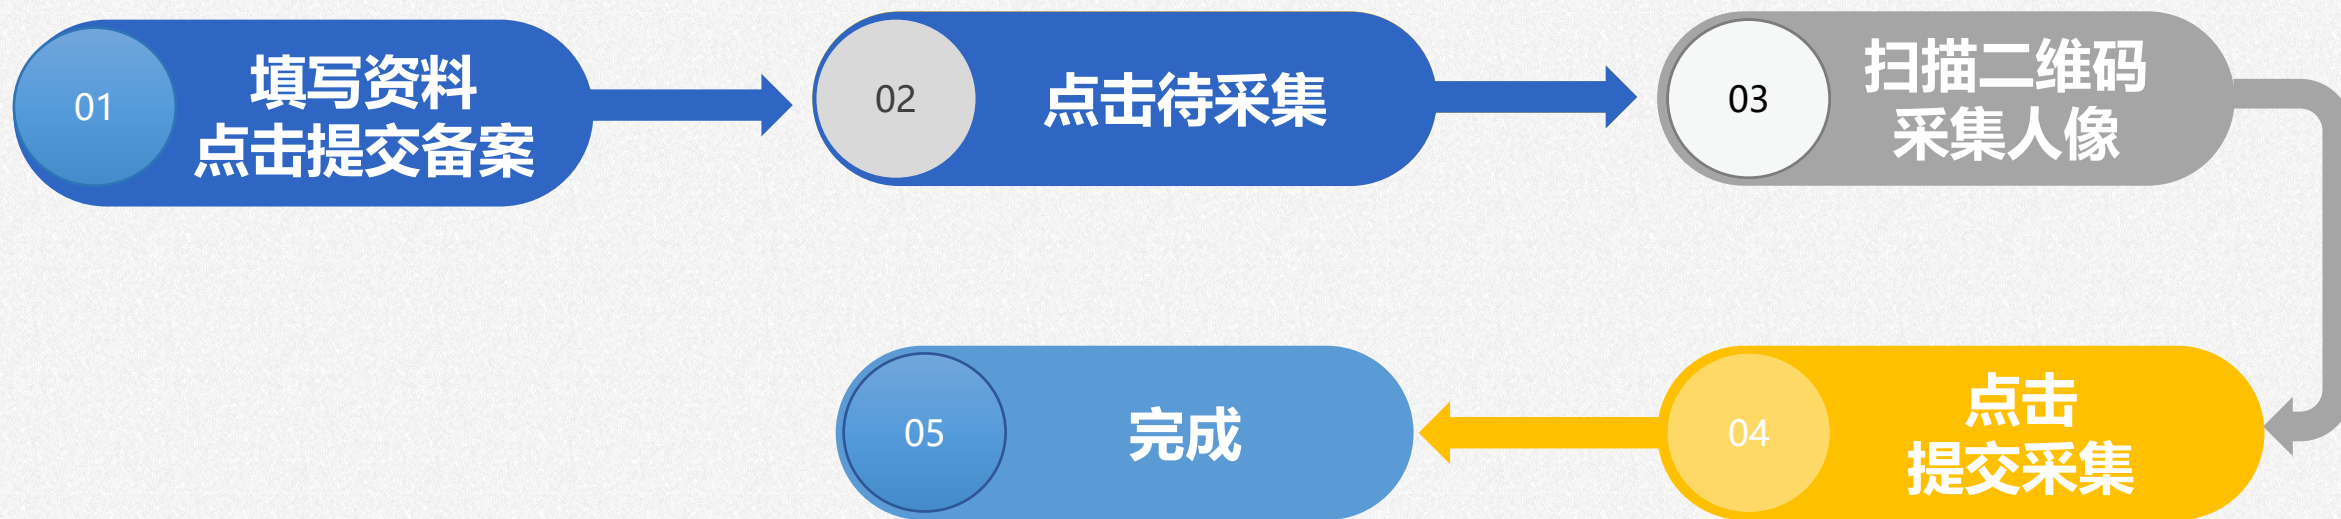 01
填写资料
点击提交备案
02
点击待采集
03
扫描二维码
采集人像
04
点击
提交采集
05
完成